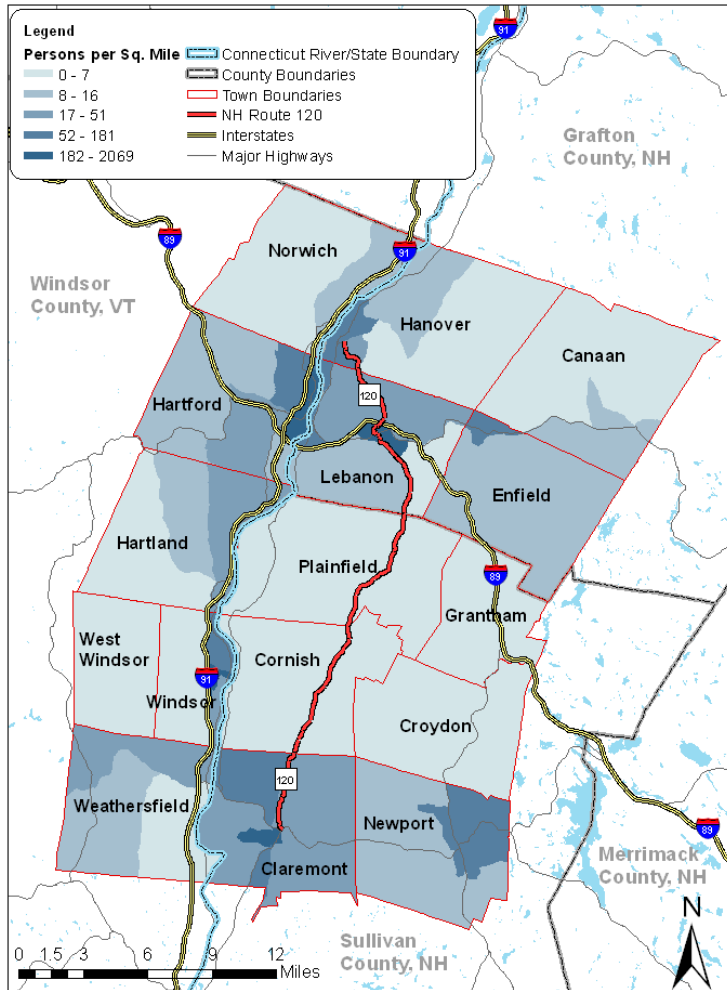 Legend
Persons per Sq. Mile
0 - 7
8 - 16
17 - 51
52 - 181
182 - 2069
Connecticut River/State Boundary
County Boundaries
Town Boundaries
NH Route 120
Interstates
Major Highways
91
Grafton
County, NH
89
91
Norwich
Windsor
County, VT
Hanover
Canaan
120
Hartford
Lebanon
Enfield
Hartland
Plainfield
89
Grantham
West
Windsor
Cornish
91
Windsor
Croydon
120
Weathersfield
Newport
89
Claremont
Merrimack
County, NH
N
Sullivan
County, NH
0 1.5 3 6 9 12
Miles